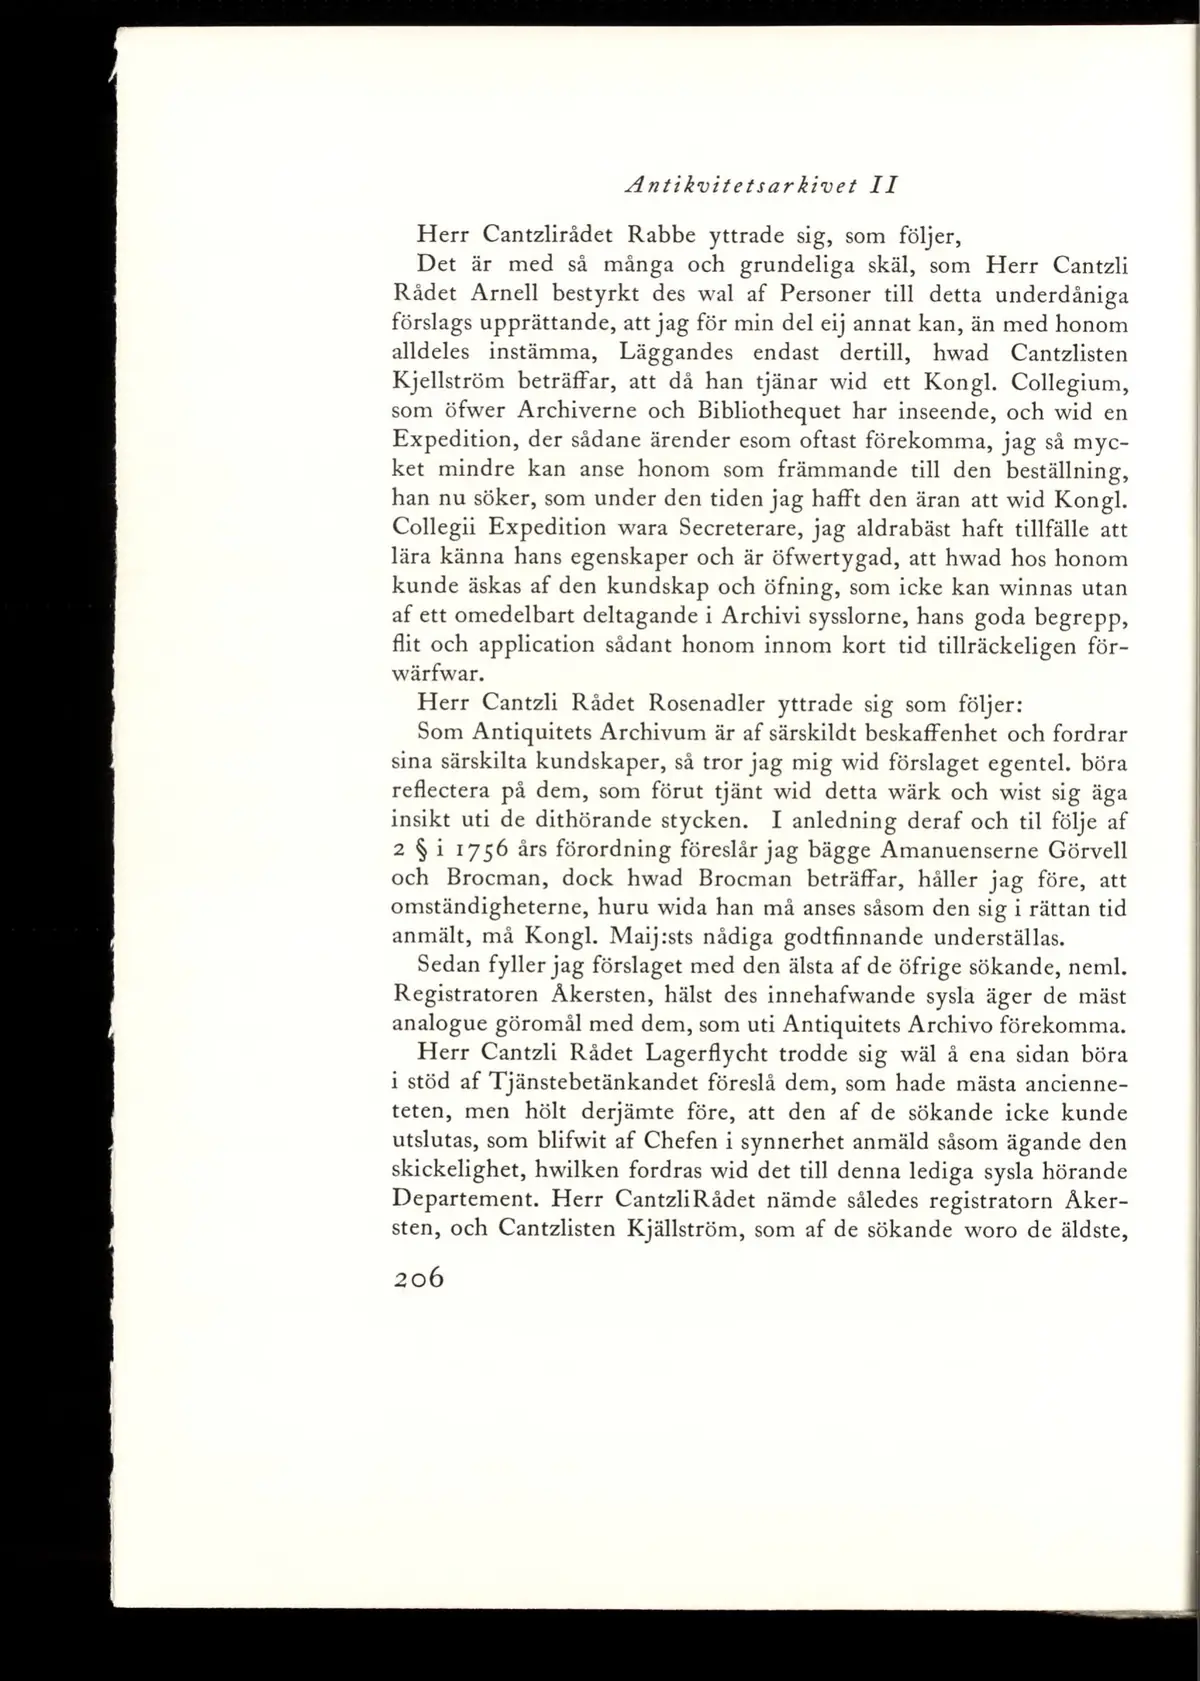 Antikvitetsarkivet II
Herr Cantzlirådet Rabbe yttrade sig, som följer,
Det är med så många och grundeliga skäl, som Herr Cantzli
Rådet Arnell bestyrkt des wal af Personer till detta underdåniga
förslags upprättande, att jag för min del eij annat kan, än med honom
alldeles instämma, Läggandes endast dertill, hwad Cantzlisten
Kjellström beträffar, att då han tjänar wid ett Kongl. Collegium,
som öfwer Archiverne och Bibliothequet har inseende, och wid en
Expedition, der sådane ärender esom oftast förekomma, jag så myc-
ket mindre kan anse honom som främmande till den beställning,
han nu söker, som under den tiden jag hafft den äran att wid Kongl.
Collegii Expedition wara Secreterare, jag aldrabäst haft tillfälle att
lära känna hans egenskaper och är öfwertygad, att hwad hos honom
kunde äskas af den kundskap och öfning, som icke kan winnas utan
af ett omedelbart deltagande i Archivi sysslorne, hans goda begrepp,
flit och application sådant honom innom kort tid tillräckeligen för-
wärfwar.
Herr Cantzli Rådet Rosenadler yttrade sig som följer:
Som Antiquitets Archivum är af särskildt beskaffenhet och fordrar
sina särskilta kundskaper, så tror jag mig wid förslaget egentel. böra
reflectera på dem, som förut tjänt wid detta wärk och wist sig äga
insikt uti de dithörande stycken. I anledning deraf och til följe af
2 § i 1756 års förordning föreslår jag bägge Amanuenserne Görvell
och Brocman, dock hwad Brocman beträffar, håller jag före, att
omständigheterne, huru wida han må anses såsom den sig i rättan tid
anmält, må Kongl. Maij:sts nådiga godtfinnande underställas.
Sedan fyller jag förslaget med den älsta af de öfrige sökande, neml.
Registratoren Åkersten, hälst des innehafwande sysla äger de mäst
analogue göromål med dem, som uti Antiquitets Archivo förekomma.
Herr Cantzli Rådet Lagerflycht trodde sig wäl å ena sidan böra
i stöd af Tjänstebetänkandet föreslå dem, som hade mästa ancienne-
teten, men hölt derjämte före, att den af de sökande icke kunde
utslutas, som blifwit af Chefen i synnerhet anmäld såsom ägande den
skickelighet, hwilken fordras wid det till denna lediga sysla hörande
Departement. Herr CantzliRådet nämde således registratorn Åker-
sten, och Cantzlisten Kjällström, som af de sökande woro de äldste,
206